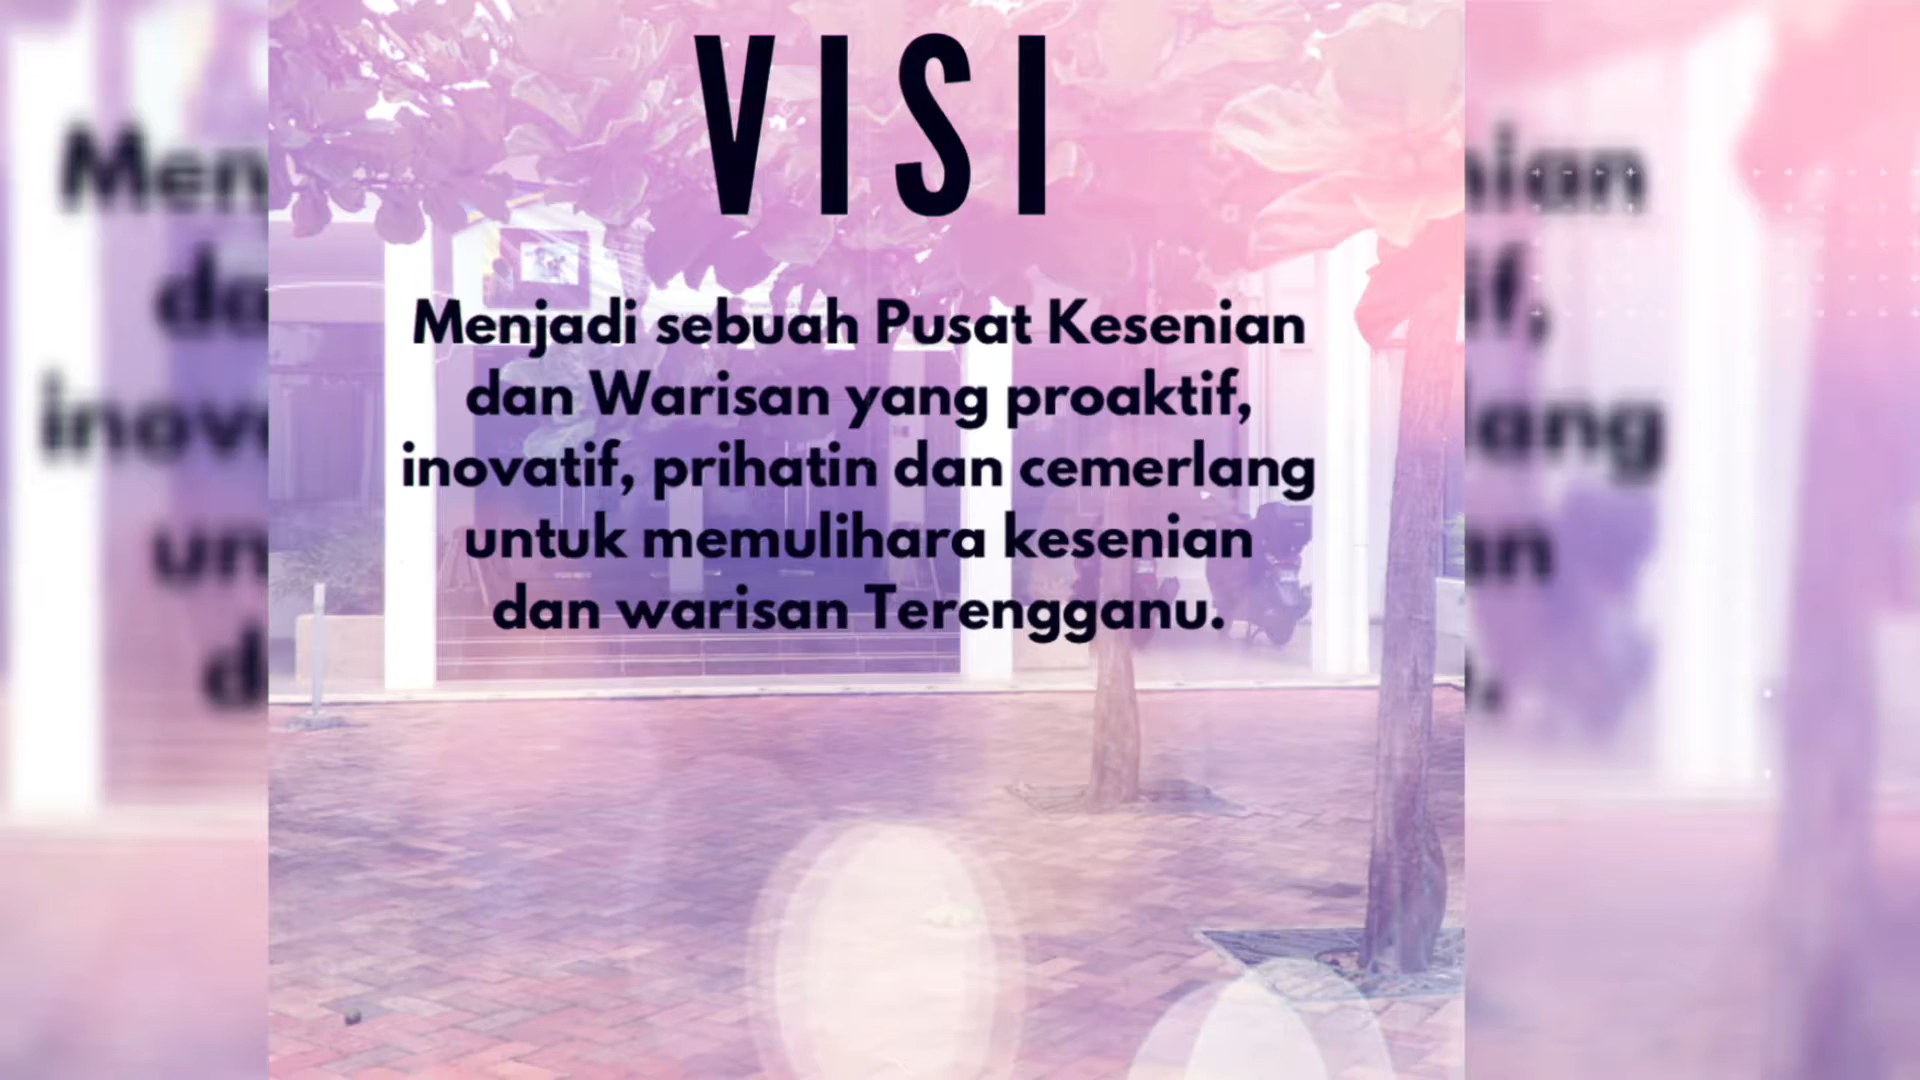 VISI
Menjadi sebuah Pusat Kesenian
dan Warisan yang proaktif,
inovatif, prihatin dan cemerlang
untuk memulihara kesenian
dan warisan Terengganu.